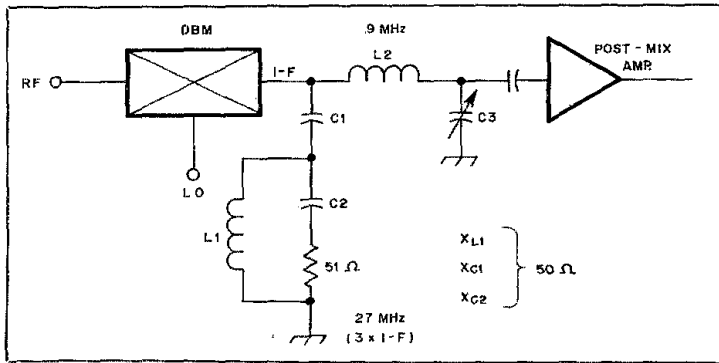 DBM
.9 MHz
L2
POST-MIX
AMP.
RF
I-F
C1
C3
LO
L1
C2
51 Ω
XL1
XC1
XC2
50 Ω
27 MHz
(3 x I-F)